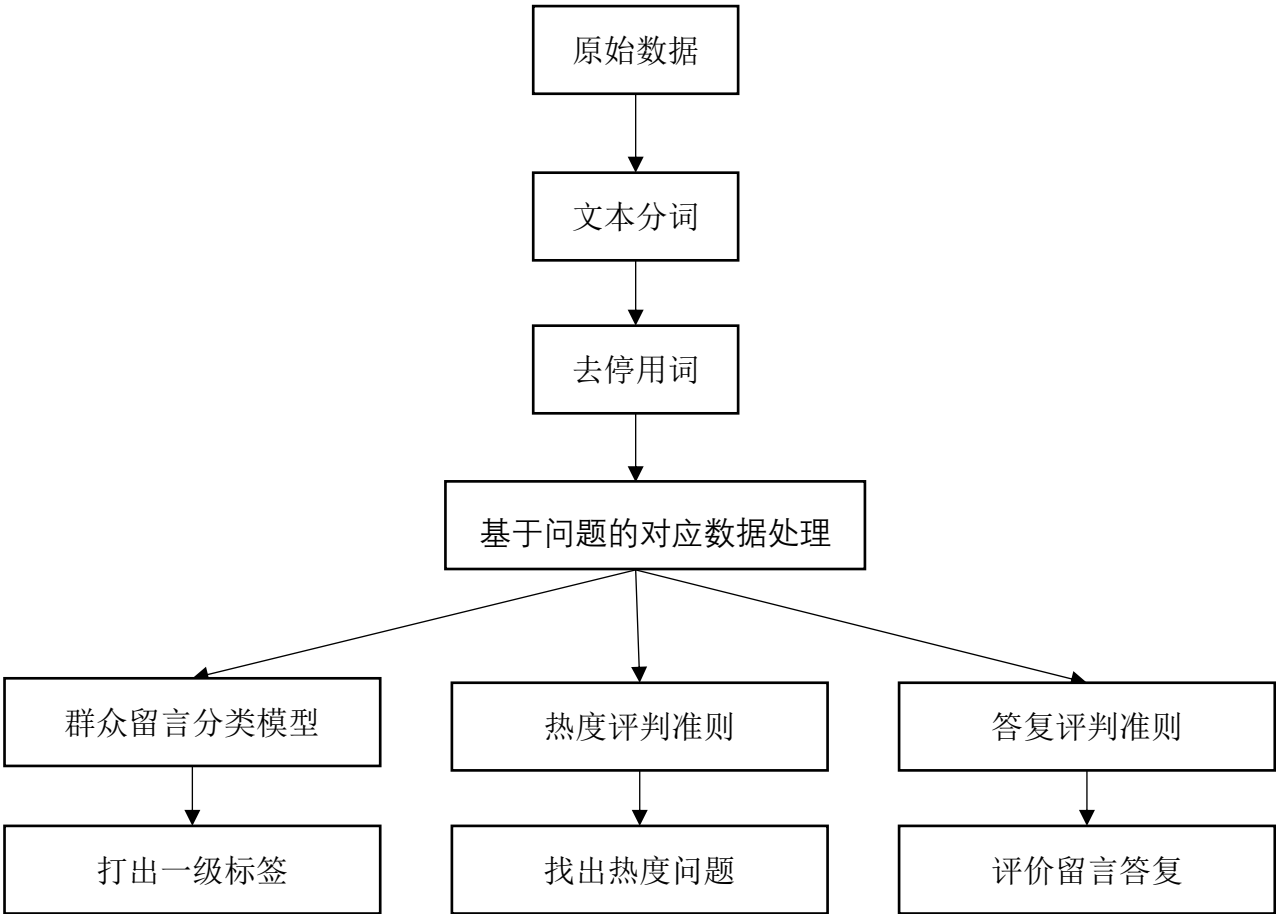 原始数据
文本分词
去停用词
基于问题的对应数据处理
群众留言分类模型
热度评判准则
答复评判准则
打出一级标签
找出热度问题
评价留言答复